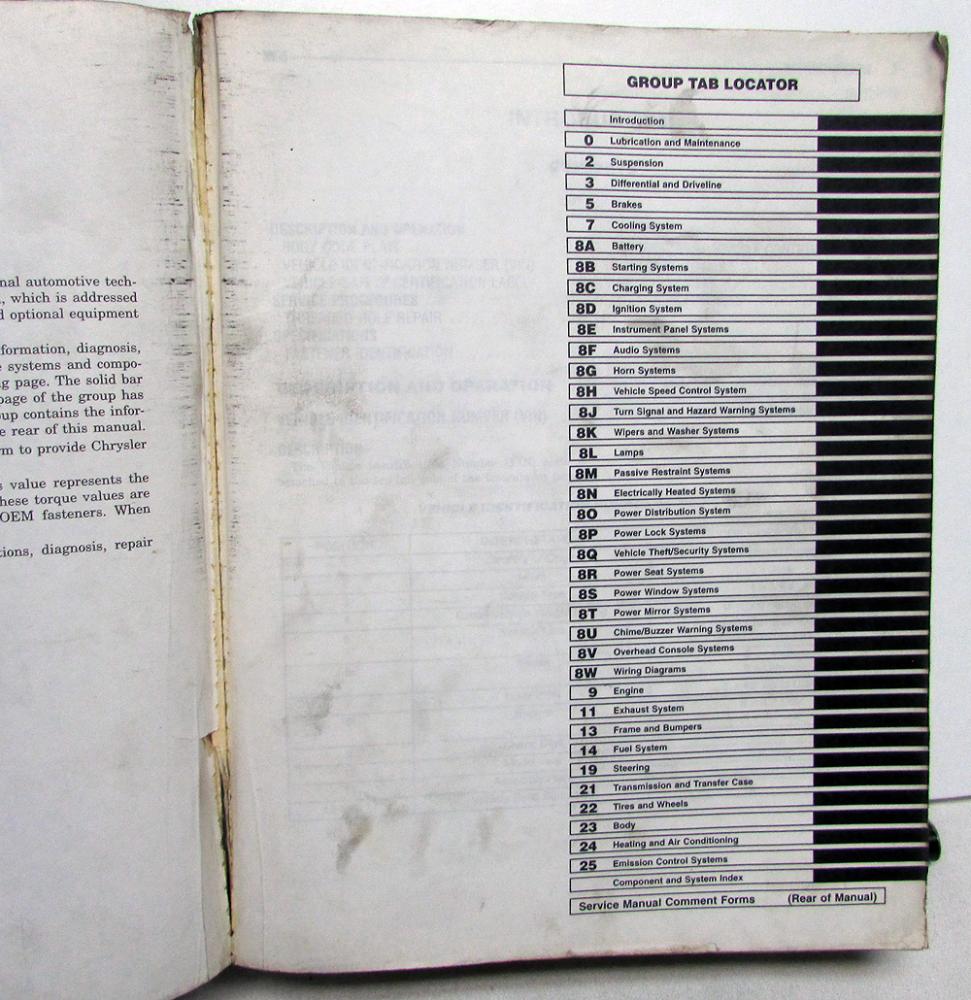 nal automotive tech-
, which is addressed
d optional equipment
formation, diagnosis,
systems and compo-
g page. The solid bar
page of the group has
up contains the infor-
e rear of this manual.
rm to provide Chrysler
s value represents the
hese torque values are
OEM fasteners. When
tions, diagnosis, repair
GROUP TAB LOCATOR
Introduction
0 Lubrication and Maintenance
2 Suspension
3 Differential and Driveline
5 Brakes
7 Cooling System
8A Battery
8B Starting Systems
8C Charging System
8D Ignition System
8E Instrument Panel Systems
8F Audio Systems
8G Horn Systems
8H Vehicle Speed Control System
8J Turn Signal and Hazard Warning Systems
8K Wipers and Washer Systems
8L Lamps
8M Passive Restraint Systems
8N Electrically Heated Systems
8O Power Distribution System
8P Power Lock Systems
8Q Vehicle Theft/Security Systems
8R Power Seat Systems
8S Power Window Systems
8T Power Mirror Systems
8U Chime/Buzzer Warning Systems
8V Overhead Console Systems
8W Wiring Diagrams
9 Engine
11 Exhaust System
13 Frame and Bumpers
14 Fuel System
19 Steering
21 Transmission and Transfer Case
22 Tires and Wheels
23 Body
24 Heating and Air Conditioning
25 Emission Control Systems
Component and System Index
Service Manual Comment Forms (Rear of Manual)